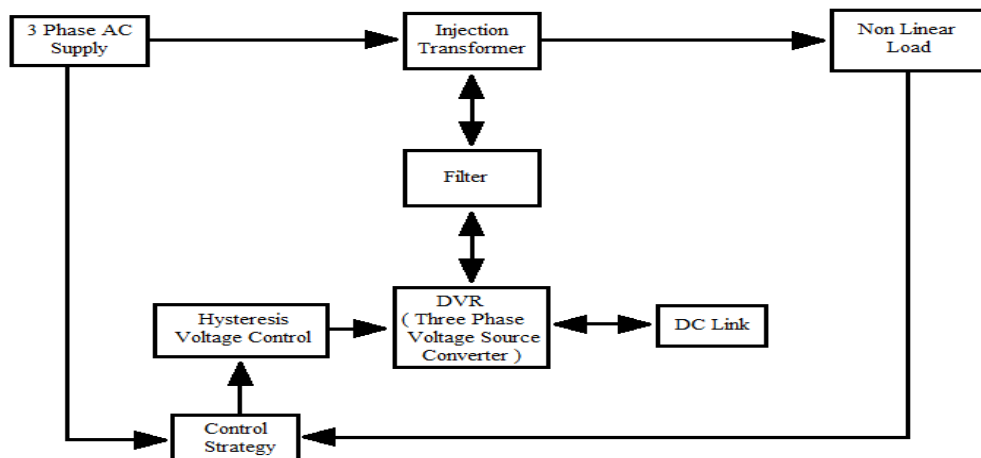 3 Phase AC
Supply
Injection
Transformer
Non Linear
Load
Filter
Hysteresis
Voltage Control
DVR
( Three Phase
Voltage Source
Converter )
DC Link
Control
Strategy